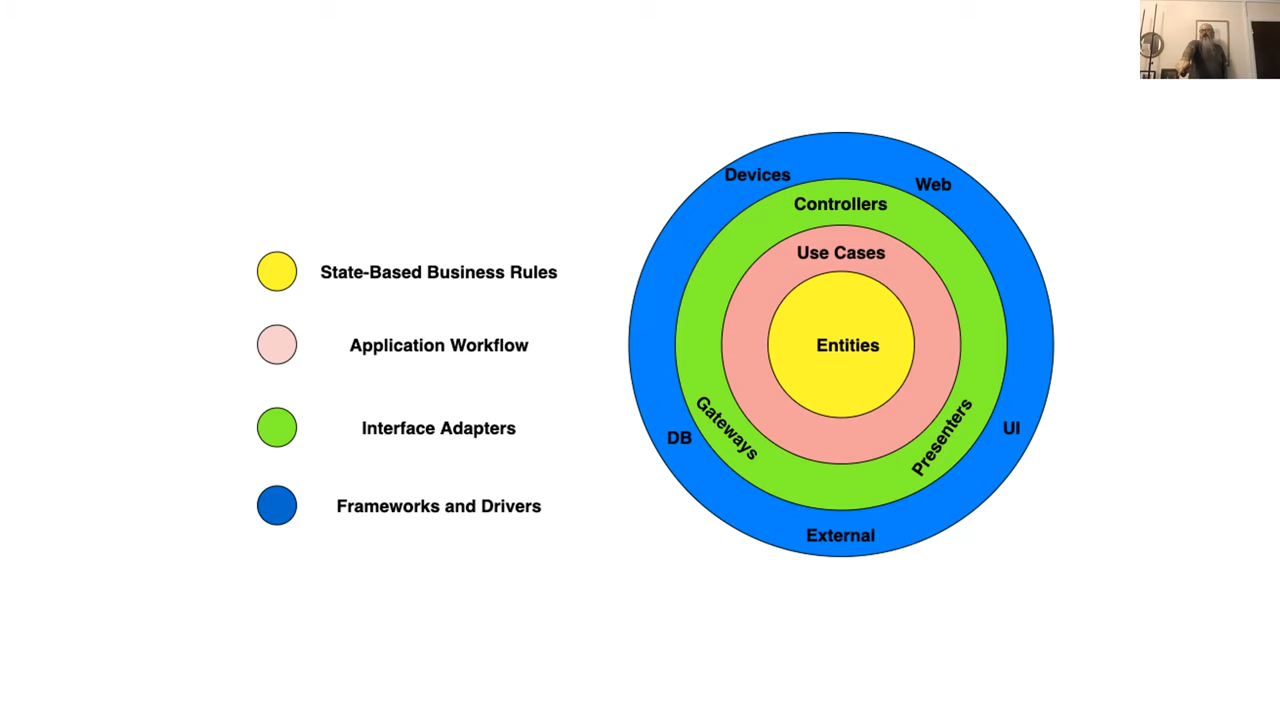 State-Based Business Rules
Application Workflow
Interface Adapters
Frameworks and Drivers
Devices
Web
Controllers
Use Cases
Entities
Gateways
Presenters
DB
UI
External